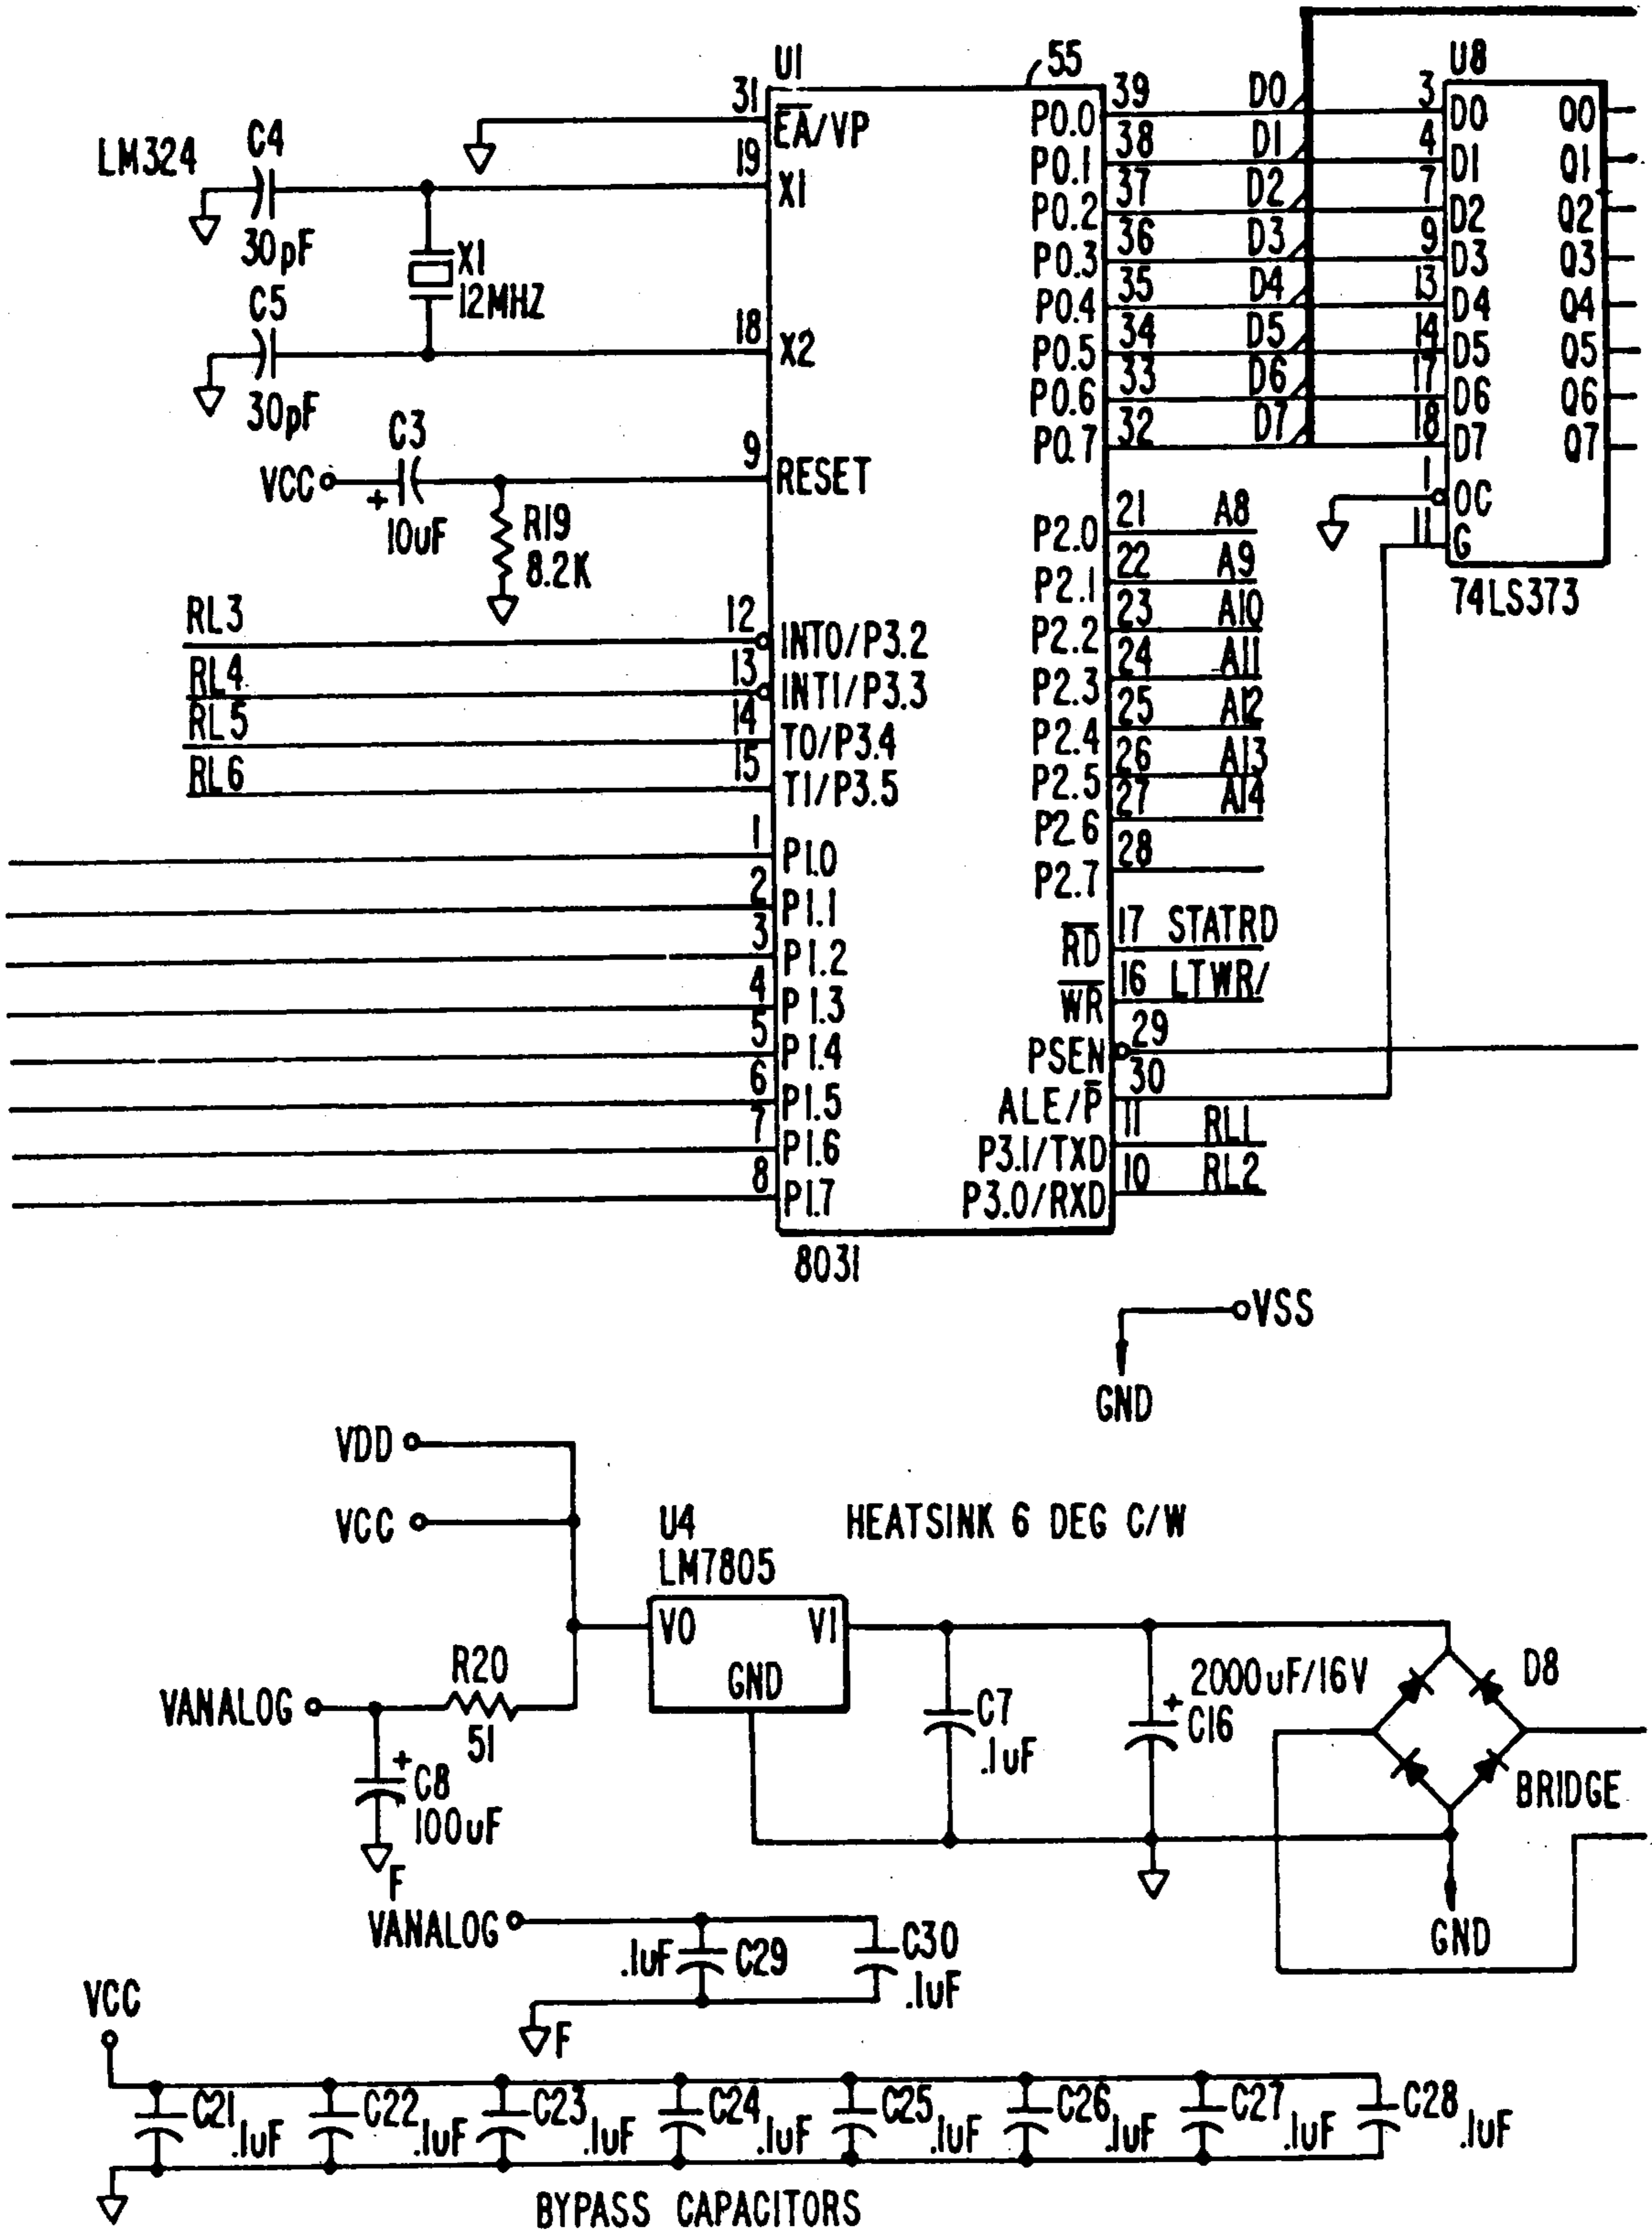 U1
55
U8
31
EA/VP
39
P0.0
D0
3
D0
Q0
LM324
C4
30pF
19
X1
38
P0.1
D1
4
D1
Q1
37
P0.2
D2
7
D2
Q2
X1
12MHZ
36
P0.3
D3
9
D3
Q3
C5
30pF
35
P0.4
D4
13
D4
Q4
18
X2
34
P0.5
D5
14
D5
Q5
33
P0.6
D6
17
D6
Q6
32
P0.7
D7
18
D7
Q7
C3
VCC
+
10uF
9
RESET
R19
8.2K
1
OC
11
G
74LS373
21
P2.0
A8
22
P2.1
A9
23
P2.2
A10
24
P2.3
A11
25
P2.4
A12
26
P2.5
A13
27
P2.6
A14
28
P2.7
RL3
12
INT0/P3.2
RL4
13
INT1/P3.3
RL5
14
T0/P3.4
RL6
15
T1/P3.5
1
P1.0
2
P1.1
3
P1.2
4
P1.3
5
P1.4
6
P1.5
7
P1.6
8
P1.7
RD
17
STATRD
WR
16
LTWR/
PSEN
29
ALE/P
30
P3.1/TXD
11
RL1
P3.0/RXD
10
RL2
8031
VSS
GND
VDD
VCC
U4
LM7805
HEATSINK 6 DEG C/W
VO
VI
GND
VANALOG
R20
51
+
C8
100uF
F
C7
.1uF
2000uF/16V
+
C16
D8
BRIDGE
GND
VANALOG
.1uF
C29
C30
.1uF
F
VCC
C21
.1uF
C22
.1uF
C23
.1uF
C24
.1uF
C25
.1uF
C26
.1uF
C27
.1uF
C28
.1uF
BYPASS CAPACITORS